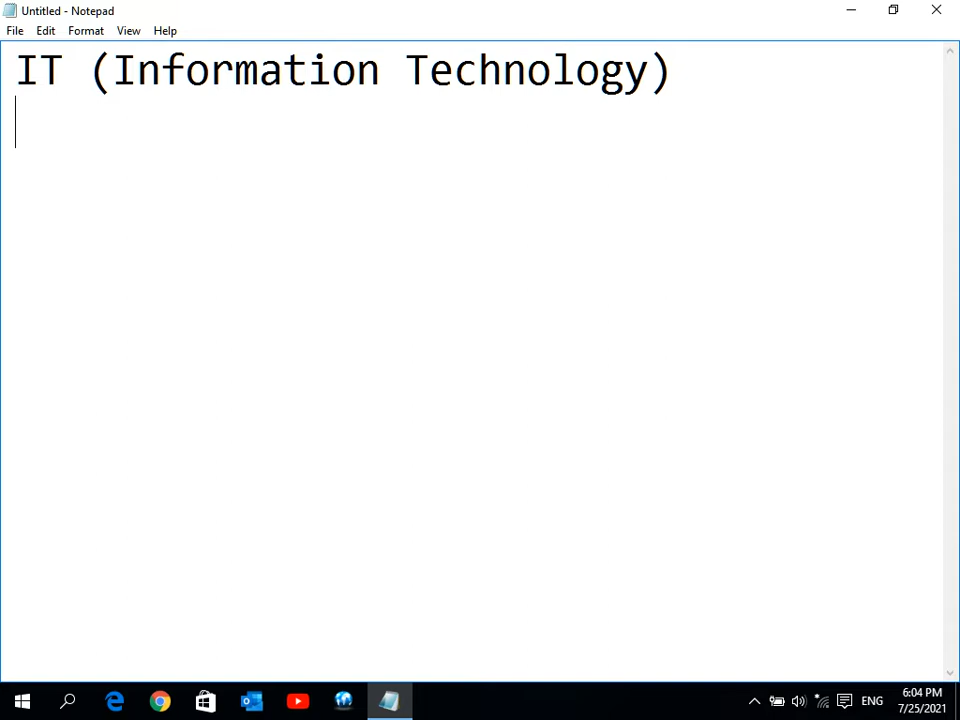 Untitled - Notepad
File Edit Format View Help
IT (Information Technology)
ENG
6:04 PM
7/25/2021